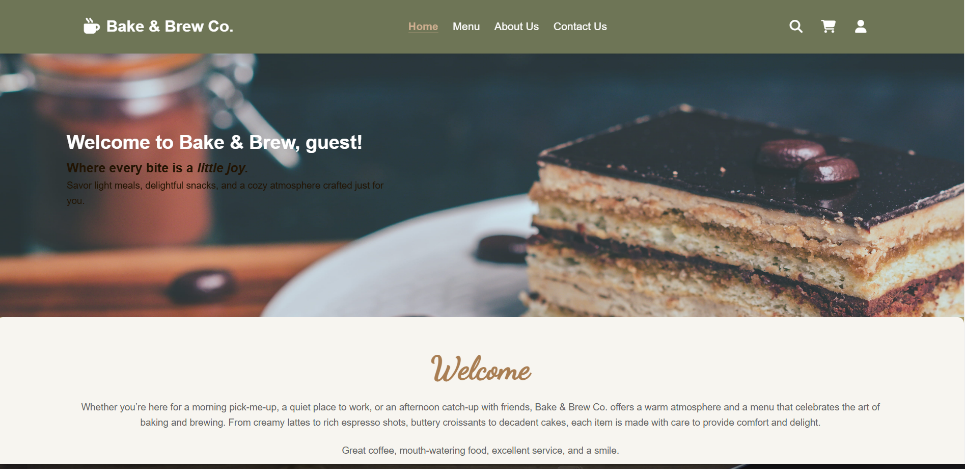 Bake & Brew Co.
Home Menu About Us Contact Us
Welcome to Bake & Brew, guest!
Where every bite is a little joy.
Savor light meals, delightful snacks, and a cozy atmosphere crafted just for
you.
Welcome
Whether you're here for a morning pick-me-up, a quiet place to work, or an afternoon catch-up with friends, Bake & Brew Co. offers a warm atmosphere and a menu that celebrates the art of
baking and brewing. From creamy lattes to rich espresso shots, buttery croissants to decadent cakes, each item is made with care to provide comfort and delight.
Great coffee, mouth-watering food, excellent service, and a smile.